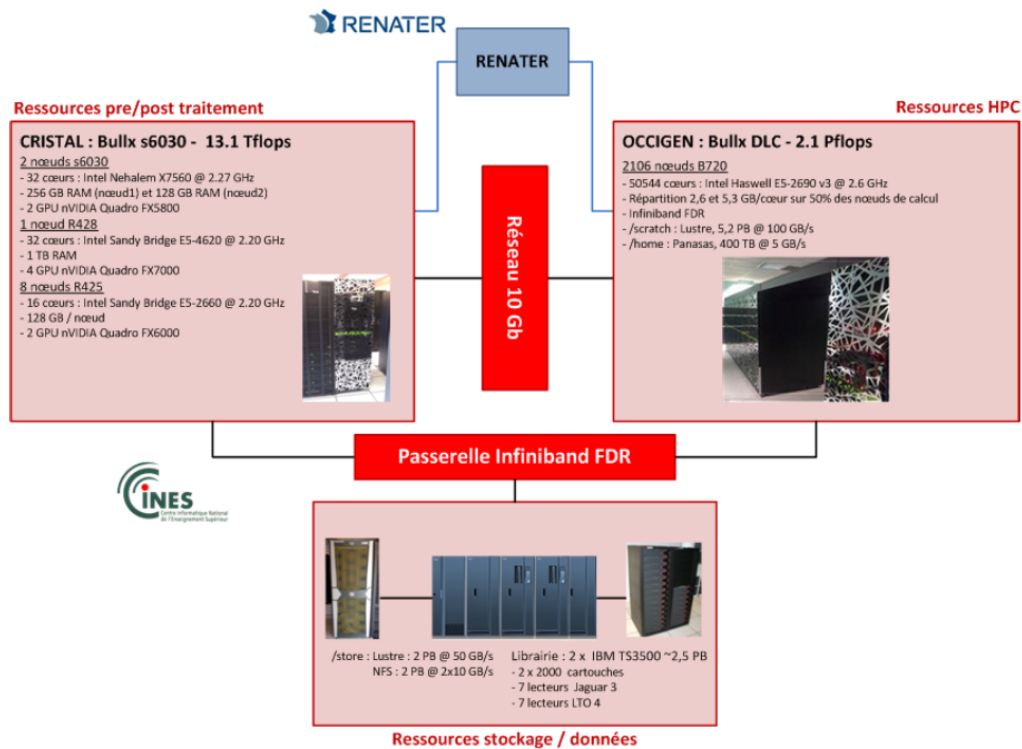 RENATER
RENATER
Ressources pre/post traitement
CRISTAL : Bullx s6030 - 13.1 Tflops
2 nœuds s6030
- 32 cœurs : Intel Nehalem X7560 @ 2.27 GHz
- 256 GB RAM (nœud1) et 128 GB RAM (nœud2)
- 2 GPU nVIDIA Quadro FX5800
1 nœud R428
- 32 cœurs : Intel Sandy Bridge E5-4620 @ 2.20 GHz
- 1 TB RAM
- 4 GPU nVIDIA Quadro FX7000
8 nœuds R425
- 16 cœurs : Intel Sandy Bridge E5-2660 @ 2.20 GHz
- 128 GB / nœud
- 2 GPU nVIDIA Quadro FX6000
Réseau 10 Gb
Ressources HPC
OCCIGEN : Bullx DLC - 2.1 Pflops
2106 nœuds B720
- 50544 cœurs : Intel Haswell E5-2690 v3 @ 2.6 GHz
- Répartition 2,6 et 5,3 GB/cœur sur 50% des nœuds de calcul
- Infiniband FDR
- /scratch : Lustre, 5,2 PB @ 100 GB/s
- /home : Panasas, 400 TB @ 5 GB/s
Passerelle Infiniband FDR
CINES
Centre Informatique National
de l'Enseignement Supérieur
/store : Lustre : 2 PB @ 50 GB/s
NFS : 2 PB @ 2x10 GB/s
Librairie : 2 x IBM TS3500 ~2,5 PB
- 2 x 2000 cartouches
- 7 lecteurs Jaguar 3
- 7 lecteurs LTO 4
Ressources stockage / données